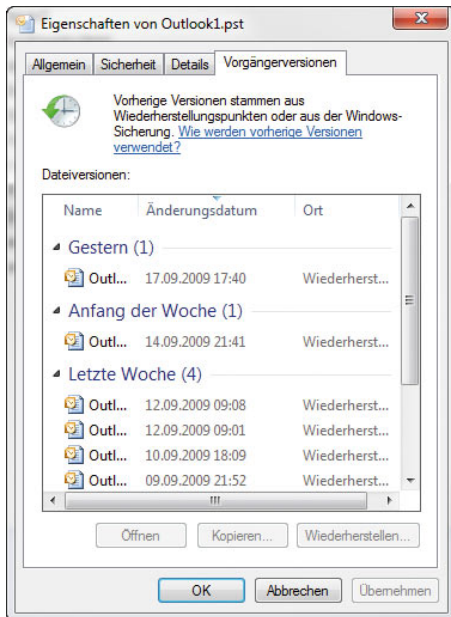 Eigenschaften von Outlook1.pst
Allgemein Sicherheit Details Vorgängerversionen
Vorherige Versionen stammen aus
Wiederherstellungspunkten oder aus der Windows-
Sicherung. Wie werden vorherige Versionen
verwendet?
Dateiversionen:
Name Änderungsdatum Ort
Gestern (1)
Outl... 17.09.2009 17:40 Wiederherst...
Anfang der Woche (1)
Outl... 14.09.2009 21:41 Wiederherst...
Letzte Woche (4)
Outl... 12.09.2009 09:08 Wiederherst...
Outl... 12.09.2009 09:01 Wiederherst...
Outl... 10.09.2009 18:09 Wiederherst...
Outl... 09.09.2009 21:52 Wiederherst...
Öffnen Kopieren... Wiederherstellen...
OK Abbrechen Übernehmen